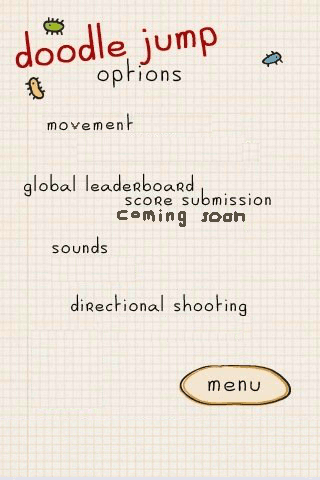 doodle jump
options
movement
global leaderboard
score submission
coming soon
sounds
directional shooting
menu